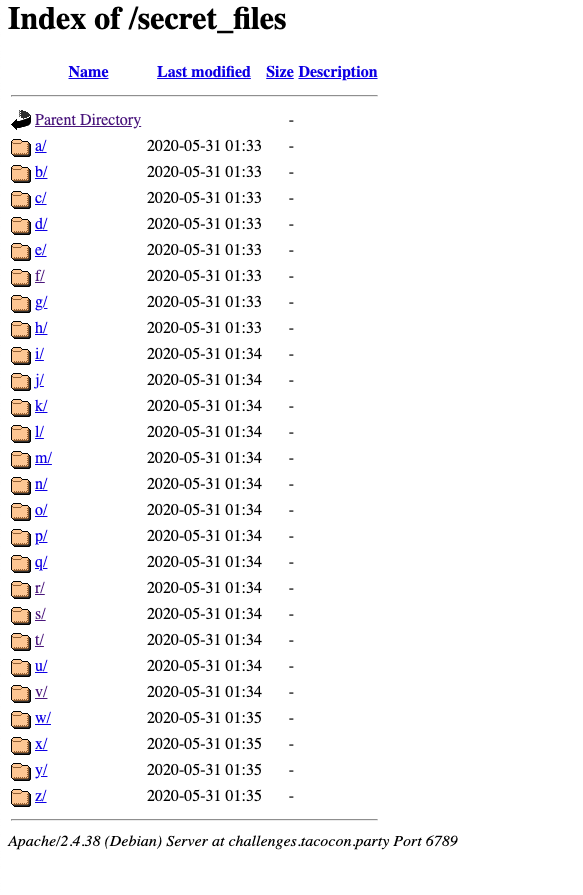 Index of /secret_files
Name Last modified Size Description
Parent Directory -
a/ 2020-05-31 01:33 -
b/ 2020-05-31 01:33 -
c/ 2020-05-31 01:33 -
d/ 2020-05-31 01:33 -
e/ 2020-05-31 01:33 -
f/ 2020-05-31 01:33 -
g/ 2020-05-31 01:33 -
h/ 2020-05-31 01:33 -
i/ 2020-05-31 01:34 -
j/ 2020-05-31 01:34 -
k/ 2020-05-31 01:34 -
l/ 2020-05-31 01:34 -
m/ 2020-05-31 01:34 -
n/ 2020-05-31 01:34 -
o/ 2020-05-31 01:34 -
p/ 2020-05-31 01:34 -
q/ 2020-05-31 01:34 -
r/ 2020-05-31 01:34 -
s/ 2020-05-31 01:34 -
t/ 2020-05-31 01:34 -
u/ 2020-05-31 01:34 -
v/ 2020-05-31 01:34 -
w/ 2020-05-31 01:35 -
x/ 2020-05-31 01:35 -
y/ 2020-05-31 01:35 -
z/ 2020-05-31 01:35 -
Apache/2.4.38 (Debian) Server at challenges.tacocon.party Port 6789